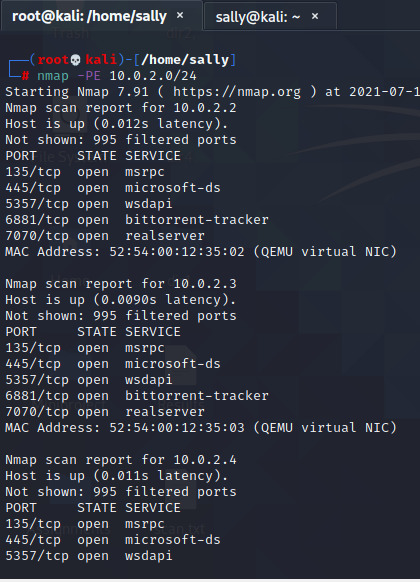 root@kali: /home/sally ×
sally@kali: ~ ×
┌──(root💀kali)-[/home/sally]
└─# nmap -PE 10.0.2.0/24
Starting Nmap 7.91 ( https://nmap.org ) at 2021-07-1
Nmap scan report for 10.0.2.2
Host is up (0.012s latency).
Not shown: 995 filtered ports
PORT STATE SERVICE
135/tcp open msrpc
445/tcp open microsoft-ds
5357/tcp open wsdapi
6881/tcp open bittorrent-tracker
7070/tcp open realserver
MAC Address: 52:54:00:12:35:02 (QEMU virtual NIC)
Nmap scan report for 10.0.2.3
Host is up (0.0090s latency).
Not shown: 995 filtered ports
PORT STATE SERVICE
135/tcp open msrpc
445/tcp open microsoft-ds
5357/tcp open wsdapi
6881/tcp open bittorrent-tracker
7070/tcp open realserver
MAC Address: 52:54:00:12:35:03 (QEMU virtual NIC)
Nmap scan report for 10.0.2.4
Host is up (0.011s latency).
Not shown: 995 filtered ports
PORT STATE SERVICE
135/tcp open msrpc
445/tcp open microsoft-ds
5357/tcp open wsdapi